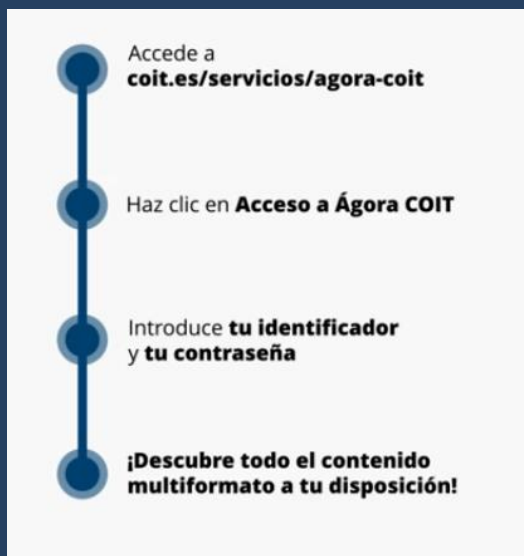 Accede a
coit.es/servicios/agora-coit
Haz clic en Acceso a Ágora COIT
Introduce tu identificador
y tu contraseña
¡Descubre todo el contenido
multiformato a tu disposición!